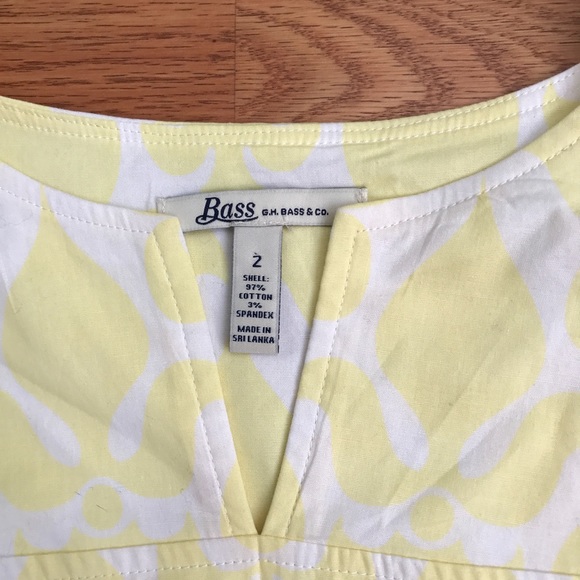 Bass G.H. BASS & CO.
2
SHELL:
97%
COTTON
3%
SPANDEX
MADE IN
SRI LANKA